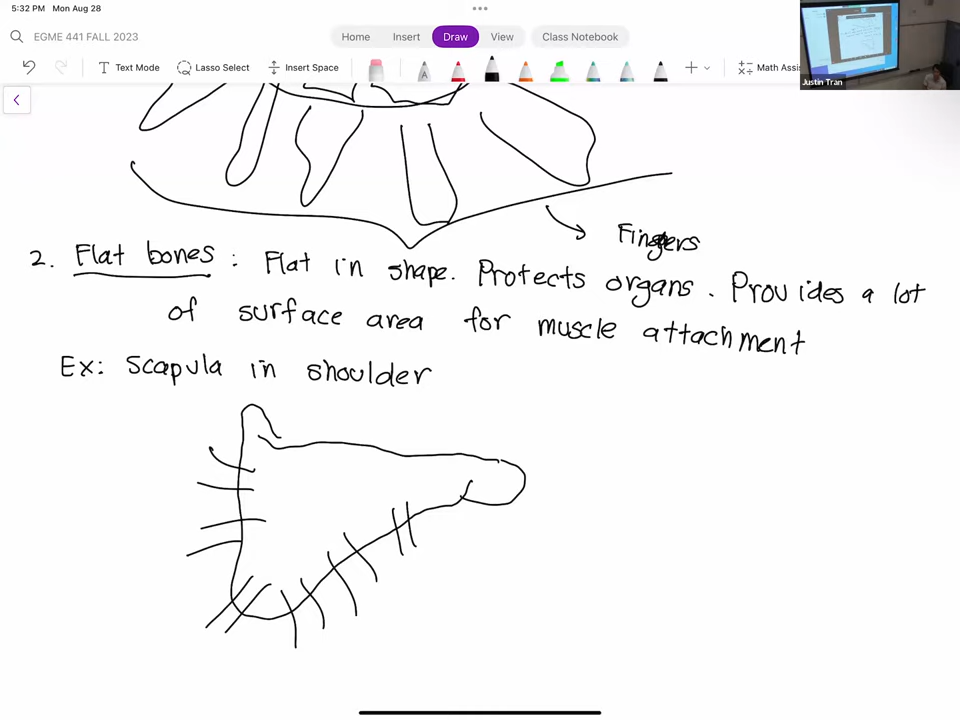 5:32 PM Mon Aug 28
EGME 441 FALL 2023
Home Insert Draw View Class Notebook
Text Mode Lasso Select Insert Space A Math Assis
Justin Tran
Fingers
2. Flat bones : Flat in shape. Protects organs. Provides a lot
of surface area for muscle attachment
Ex: Scapula in shoulder